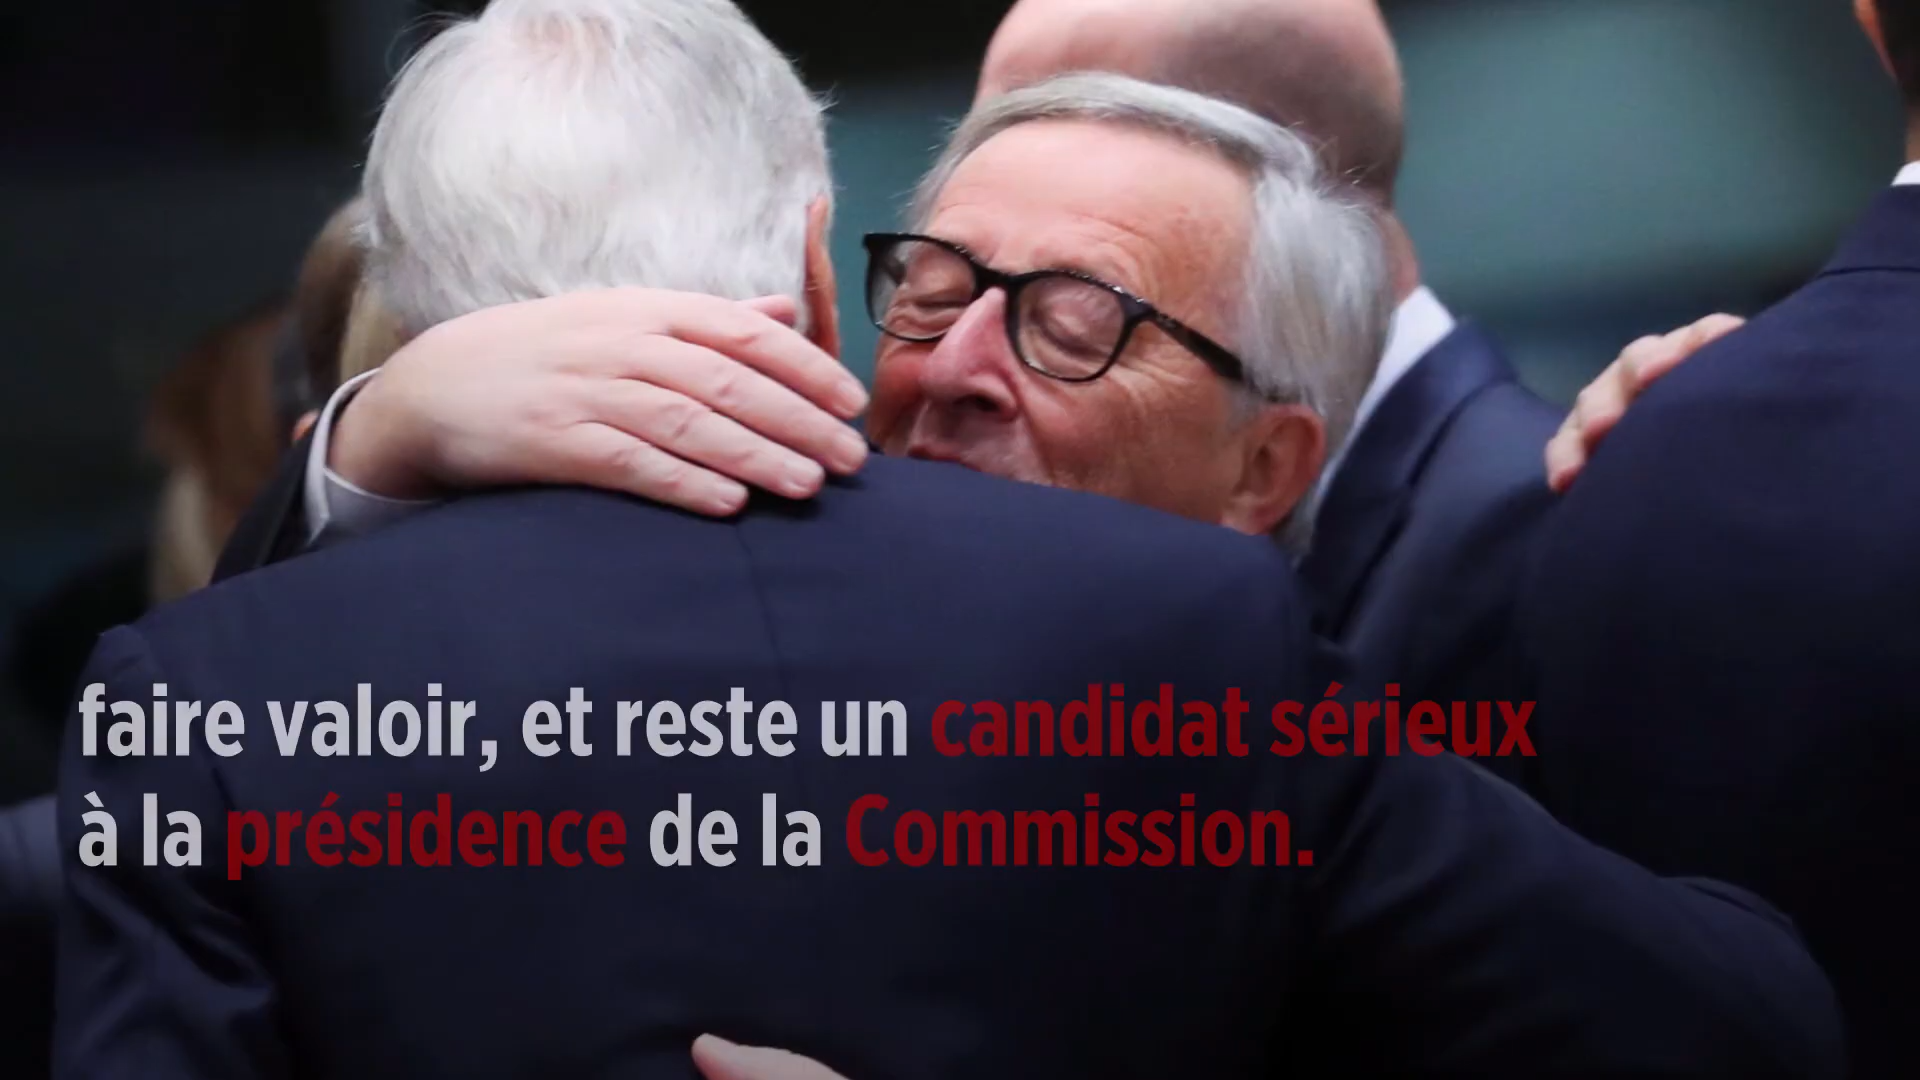 faire valoir, et reste un candidat sérieux
à la présidence de la Commission.